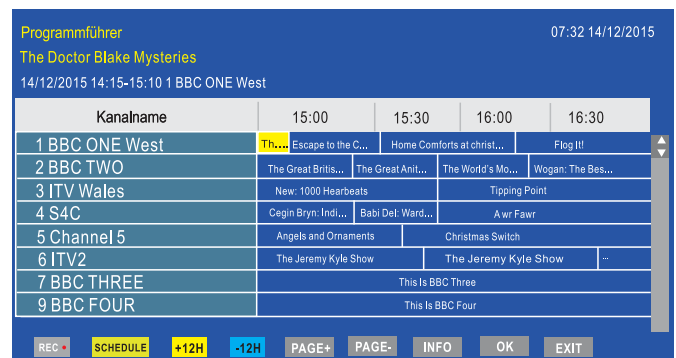 Programmführer 07:32 14/12/2015
The Doctor Blake Mysteries
14/12/2015 14:15-15:10 1 BBC ONE West
Kanalname 15:00 15:30 16:00 16:30
1 BBC ONE West Th.... Escape to the C... Home Comforts at christ... Flog It!
2 BBC TWO The Great Britis... The Great Anit... The World's Mo... Wogan: The Bes...
3 ITV Wales New: 1000 Hearbeats Tipping Point
4 S4C Cegin Bryn: Indi... Babi Del: Ward... A wr Fawr
5 Channel 5 Angels and Ornaments Christmas Switch
6 ITV2 The Jeremy Kyle Show The Jeremy Kyle Show ...
7 BBC THREE This Is BBC Three
9 BBC FOUR This Is BBC Four
REC SCHEDULE +12H -12H PAGE+ PAGE- INFO OK EXIT